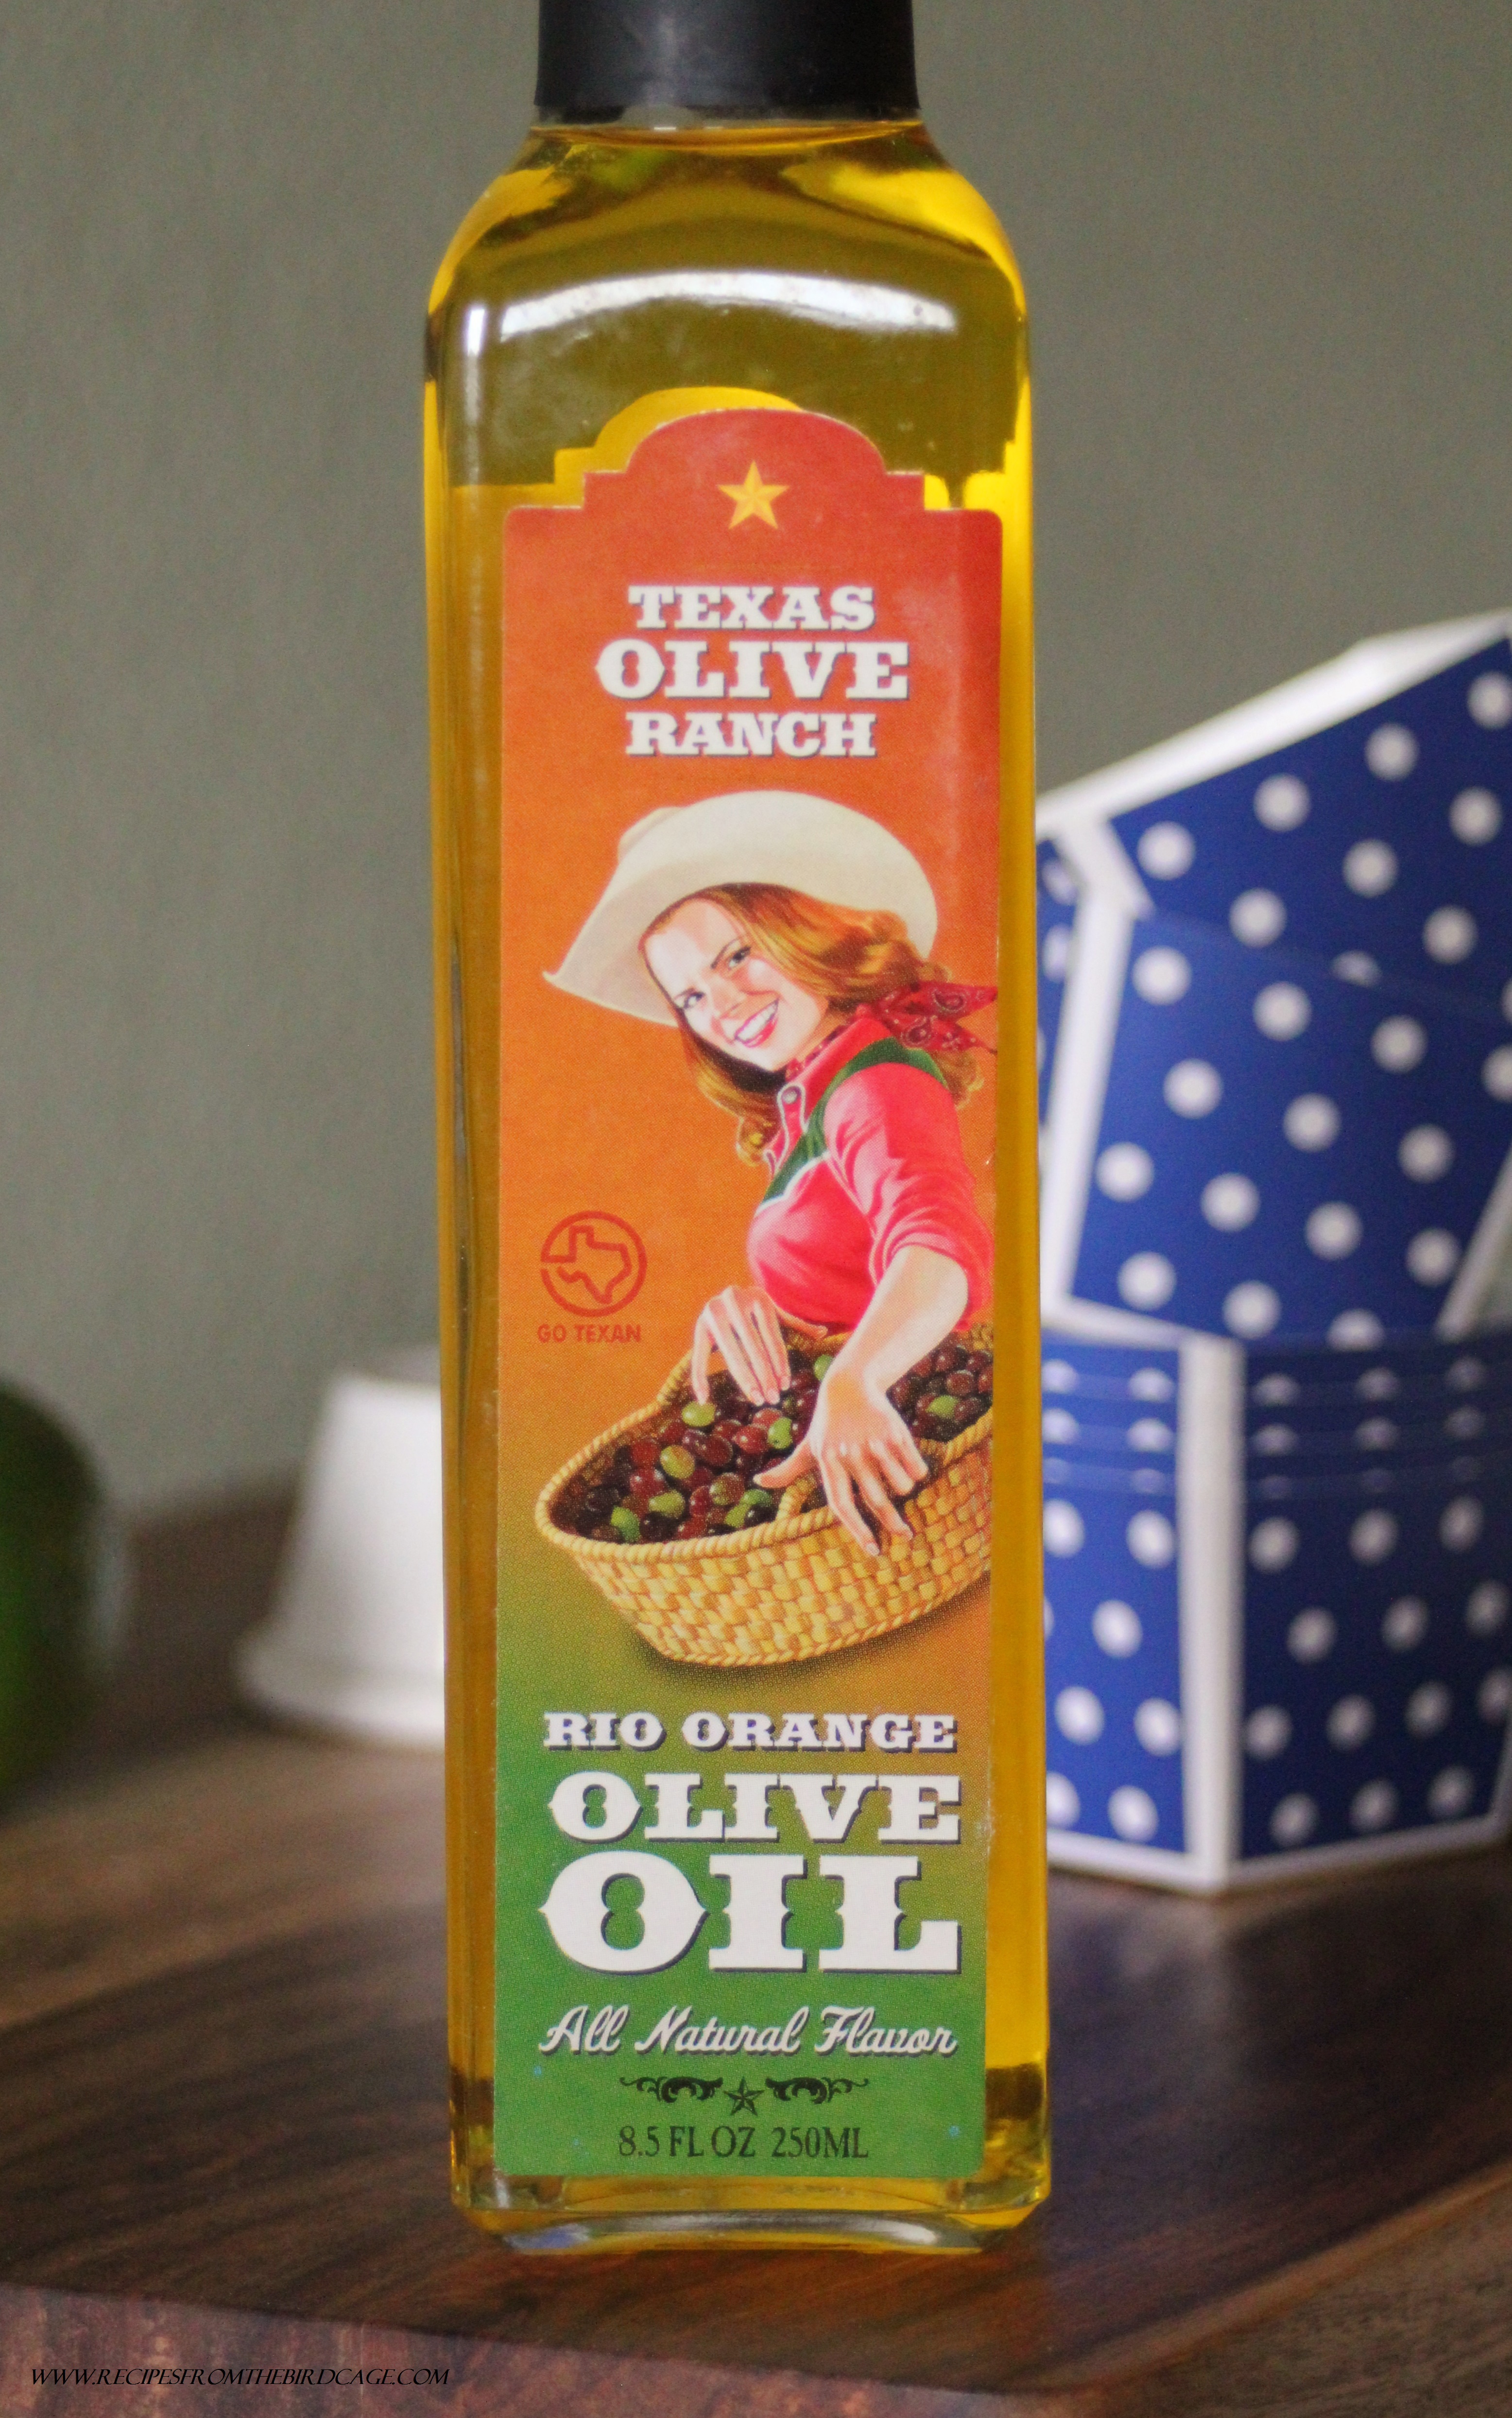 TEXAS
OLIVE
RANCH
GO TEXAN
RIO ORANGE
OLIVE
OIL
All Natural Flavor
8.5 FL OZ 250ML
WWW.RECIPESFROMTHEBIRDCAGE.COM